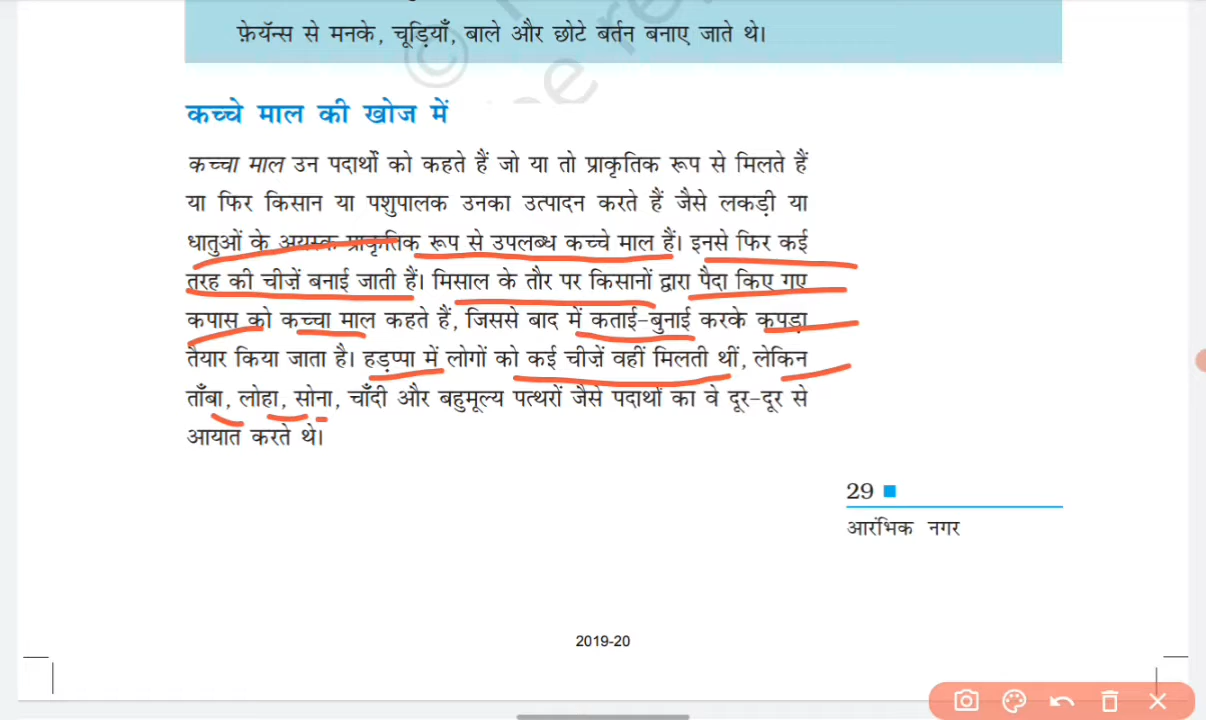 फ़ेयॅन्स से मनके, चूड़ियाँ, बाले और छोटे बर्तन बनाए जाते थे।
कच्चे माल की खोज में
कच्चा माल उन पदार्थों को कहते हैं जो या तो प्राकृतिक रूप से मिलते हैं
या फिर किसान या पशुपालक उनका उत्पादन करते हैं जैसे लकड़ी या
धातुओं के अयस्क प्राकृतिक रूप से उपलब्ध कच्चे माल हैं। इनसे फिर कई
तरह की चीज़ें बनाई जाती हैं। मिसाल के तौर पर किसानों द्वारा पैदा किए गए
कपास को कच्चा माल कहते हैं, जिससे बाद में कताई-बुनाई करके कपड़ा
तैयार किया जाता है। हड़प्पा में लोगों को कई चीज़ें वहीं मिलती थीं, लेकिन
ताँबा, लोहा, सोना, चाँदी और बहुमूल्य पत्थरों जैसे पदार्थों का वे दूर-दूर से
आयात करते थे।
29
आरंभिक नगर
2019-20